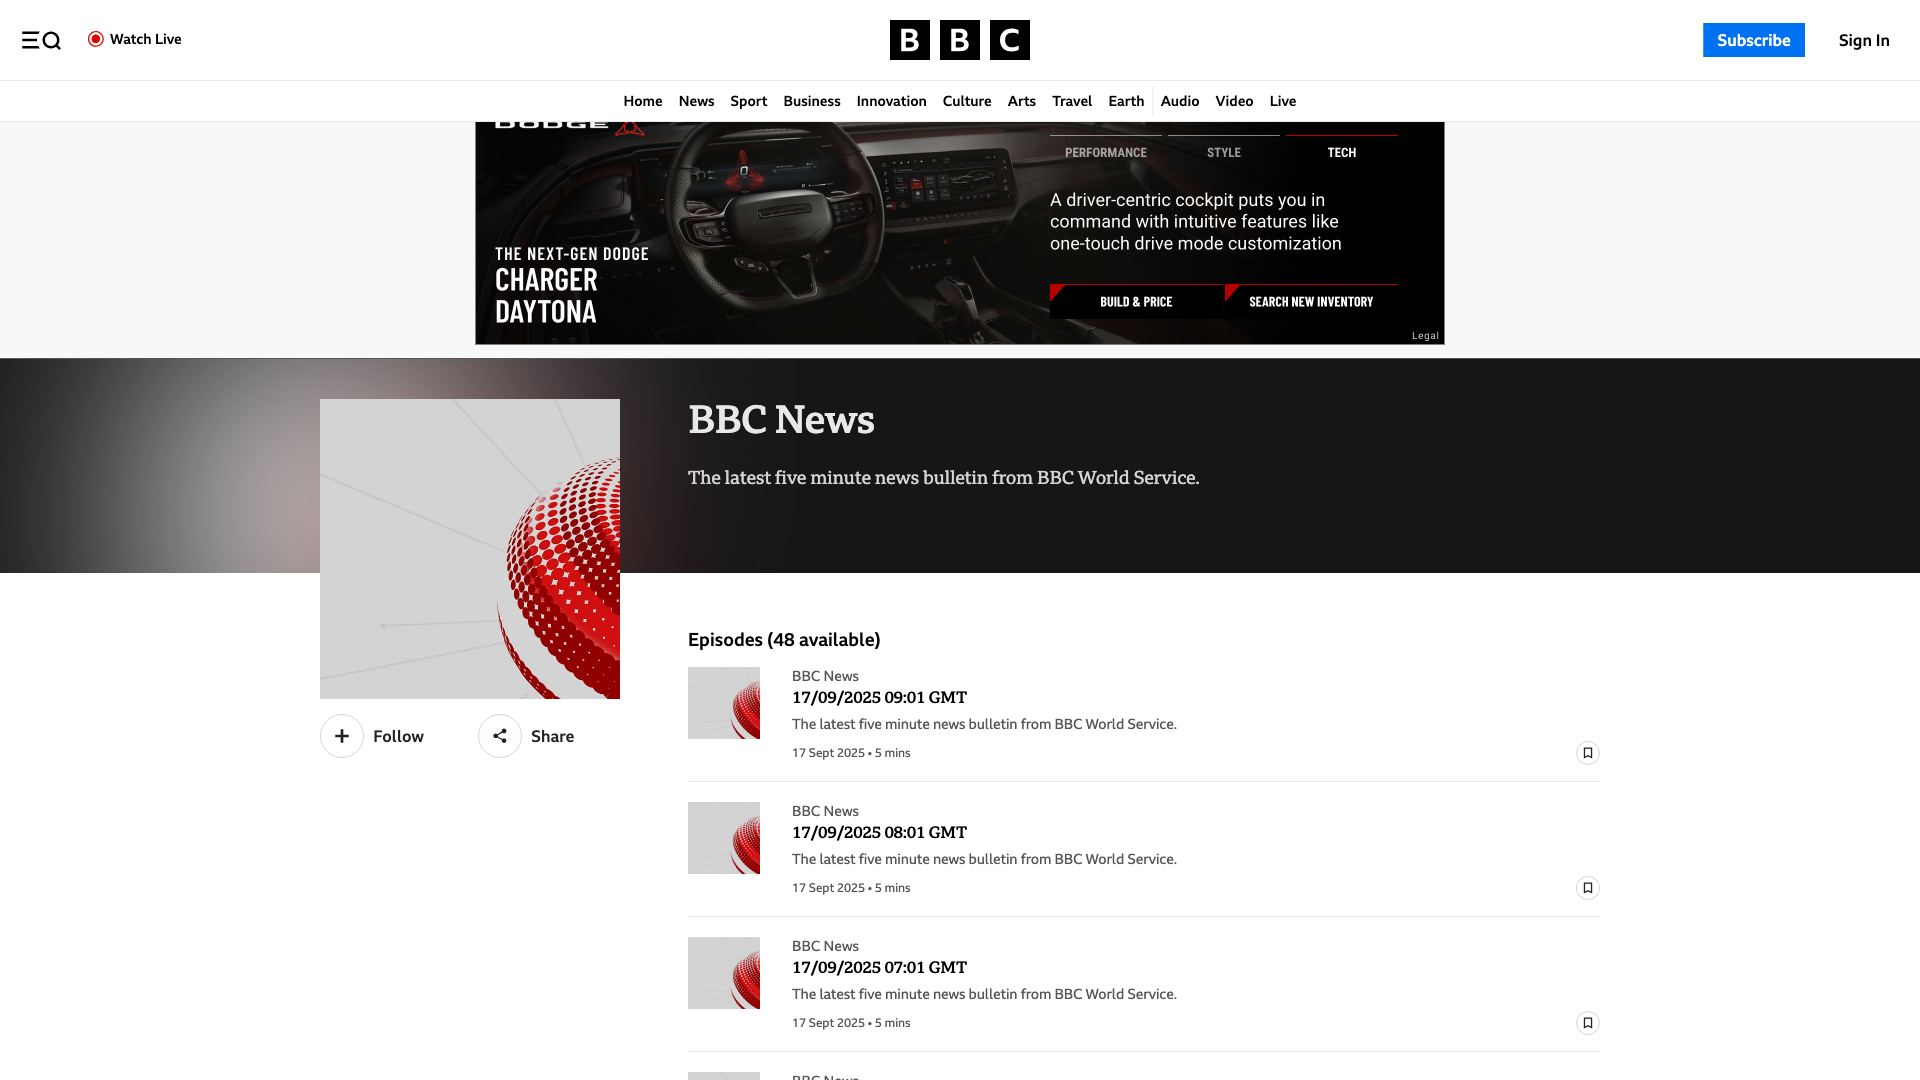 Watch Live
BBC
Subscribe
Sign In
Home
News
Sport
Business
Innovation
Culture
Arts
Travel
Earth
Audio
Video
Live
DODGE
PERFORMANCE
STYLE
TECH
A driver-centric cockpit puts you in
command with intuitive features like
one-touch drive mode customization
THE NEXT-GEN DODGE
CHARGER
DAYTONA
BUILD & PRICE
SEARCH NEW INVENTORY
Legal
BBC News
The latest five minute news bulletin from BBC World Service.
Follow
Share
Episodes (48 available)
BBC News
17/09/2025 09:01 GMT
The latest five minute news bulletin from BBC World Service.
17 Sept 2025 • 5 mins
BBC News
17/09/2025 08:01 GMT
The latest five minute news bulletin from BBC World Service.
17 Sept 2025 • 5 mins
BBC News
17/09/2025 07:01 GMT
The latest five minute news bulletin from BBC World Service.
17 Sept 2025 • 5 mins
BBC News